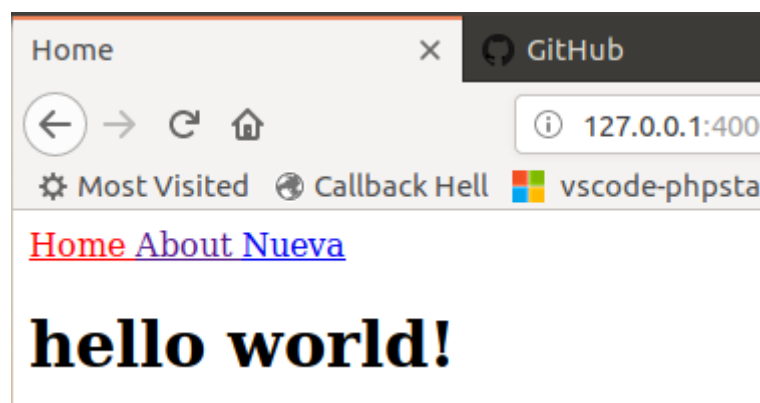 Home GitHub
127.0.0.1:400
Most Visited Callback Hell vscode-phpsta
Home About Nueva
hello world!